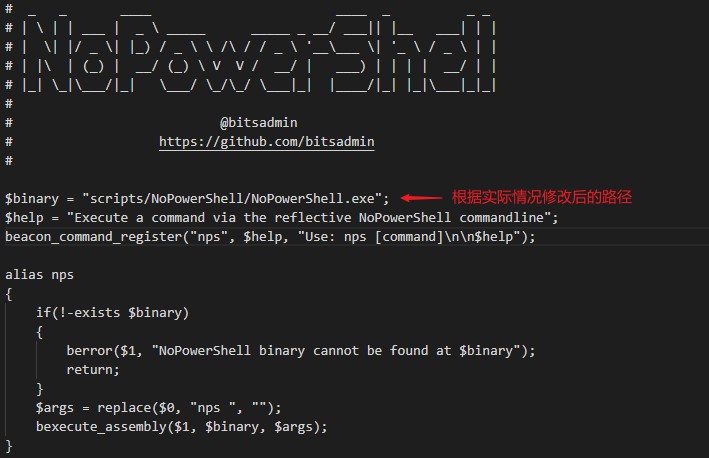 #  _   _       ____                        ____  _          _ _
# | \ | | ___ |  _ \ _____      _____ _ __/ ___|| |__   ___| | |
# |  \| |/ _ \| |_) / _ \ \ /\ / / _ \ '__\___ \| '_ \ / _ \ | |
# | |\  | (_) |  __/ (_) \ V  V /  __/ |   ___) | | | |  __/ | |
# |_| \_|\___/|_|   \___/ \_/\_/ \___|_|  |____/|_| |_|\___|_|_|
#
#                           @bitsadmin
#                   https://github.com/bitsadmin
#
$binary = "scripts/NoPowerShell/NoPowerShell.exe"; 根据实际情况修改后的路径
$help = "Execute a command via the reflective NoPowerShell commandline";
beacon_command_register("nps", $help, "Use: nps [command]\n\n$help");
alias nps
{
    if(!-exists $binary)
    {
        berror($1, "NoPowerShell binary cannot be found at $binary");
        return;
    }
    $args = replace($0, "nps ", "");
    bexecute_assembly($1, $binary, $args);
}